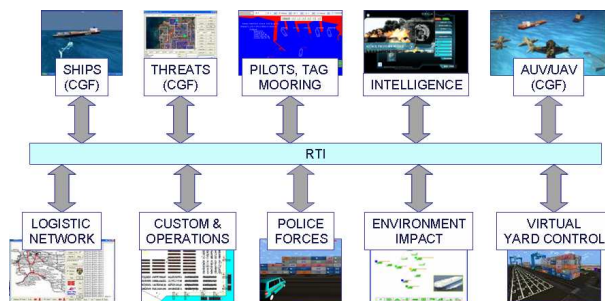 SHIPS
(CGF)
THREATS
(CGF)
PILOTS, TAG
MOORING
INTELLIGENCE
AUV/UAV
(CGF)
RTI
LOGISTIC
NETWORK
CUSTOM &
OPERATIONS
POLICE
FORCES
ENVIRONMENT
IMPACT
VIRTUAL
YARD CONTROL